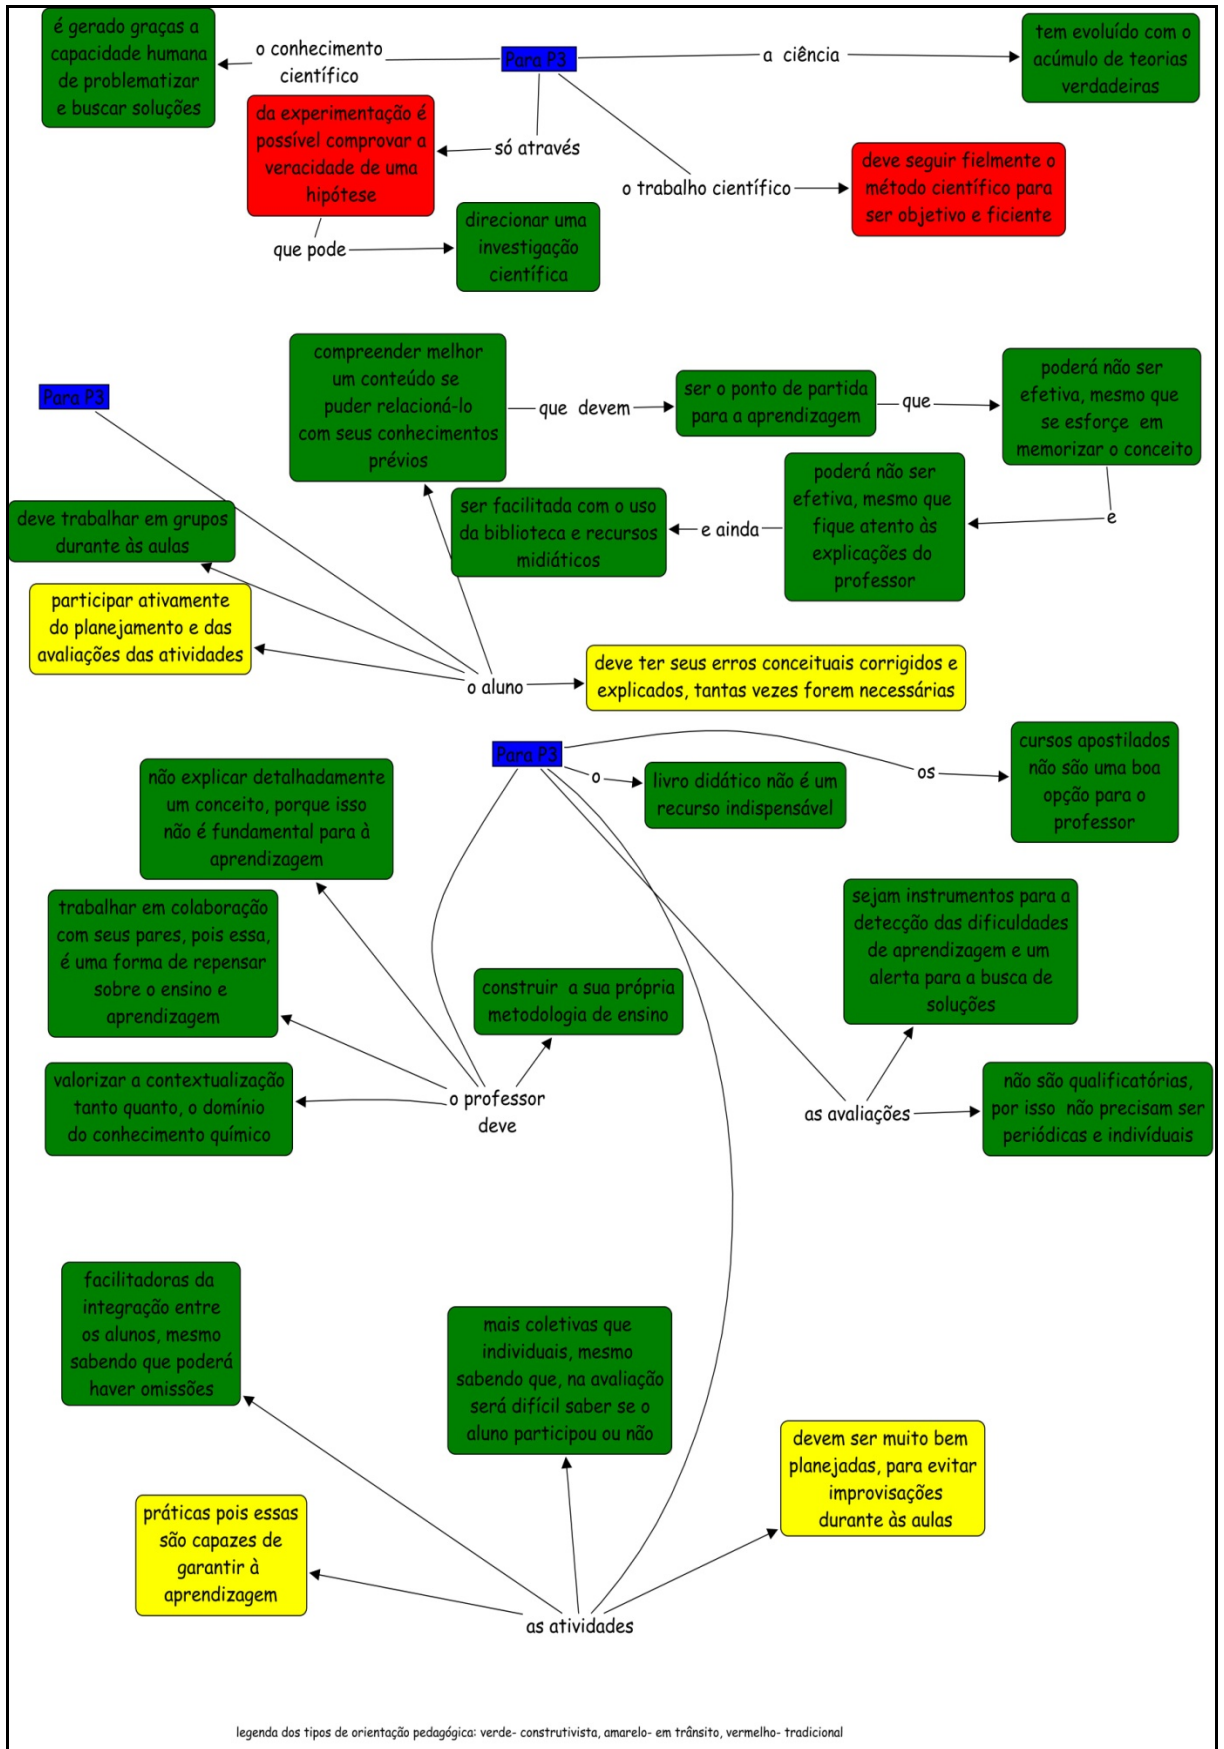 é gerado graças a
capacidade humana
de problematizar
e buscar soluções
o conhecimento
científico
Para P3
a ciência
tem evoluído com o
acúmulo de teorias
verdadeiras
da experimentação é
possível comprovar a
veracidade de uma
hipótese
só através
o trabalho científico
deve seguir fielmente o
método científico para
ser objetivo e ficiente
que pode
direcionar uma
investigação
científica
Para P3
compreender melhor
um conteúdo se
puder relacioná-lo
com seus conhecimentos
prévios
que devem
ser o ponto de partida
para a aprendizagem
que
poderá não ser
efetiva, mesmo que
se esforçe em
memorizar o conceito
e
poderá não ser
efetiva, mesmo que
fique atento às
explicações do
professor
e ainda
ser facilitada com o uso
da biblioteca e recursos
midiáticos
deve trabalhar em grupos
durante às aulas
participar ativamente
do planejamento e das
avaliações das atividades
o aluno
deve ter seus erros conceituais corrigidos e
explicados, tantas vezes forem necessárias
Para P3
o
livro didático não é um
recurso indispensável
os
cursos apostilados
não são uma boa
opção para o
professor
não explicar detalhadamente
um conceito, porque isso
não é fundamental para à
aprendizagem
trabalhar em colaboração
com seus pares, pois essa,
é uma forma de repensar
sobre o ensino e
aprendizagem
construir a sua própria
metodologia de ensino
valorizar a contextualização
tanto quanto, o domínio
do conhecimento químico
o professor
deve
sejam instrumentos para a
detecção das dificuldades
de aprendizagem e um
alerta para a busca de
soluções
as avaliações
não são qualificatórias,
por isso não precisam ser
periódicas e indivíduais
facilitadoras da
integração entre
os alunos, mesmo
sabendo que poderá
haver omissões
mais coletivas que
individuais, mesmo
sabendo que, na avaliação
será difícil saber se o
aluno participou ou não
devem ser muito bem
planejadas, para evitar
improvisações
durante às aulas
práticas pois essas
são capazes de
garantir à
aprendizagem
as atividades
legenda dos tipos de orientação pedagógica: verde- construtivista, amarelo- em trânsito, vermelho- tradicional